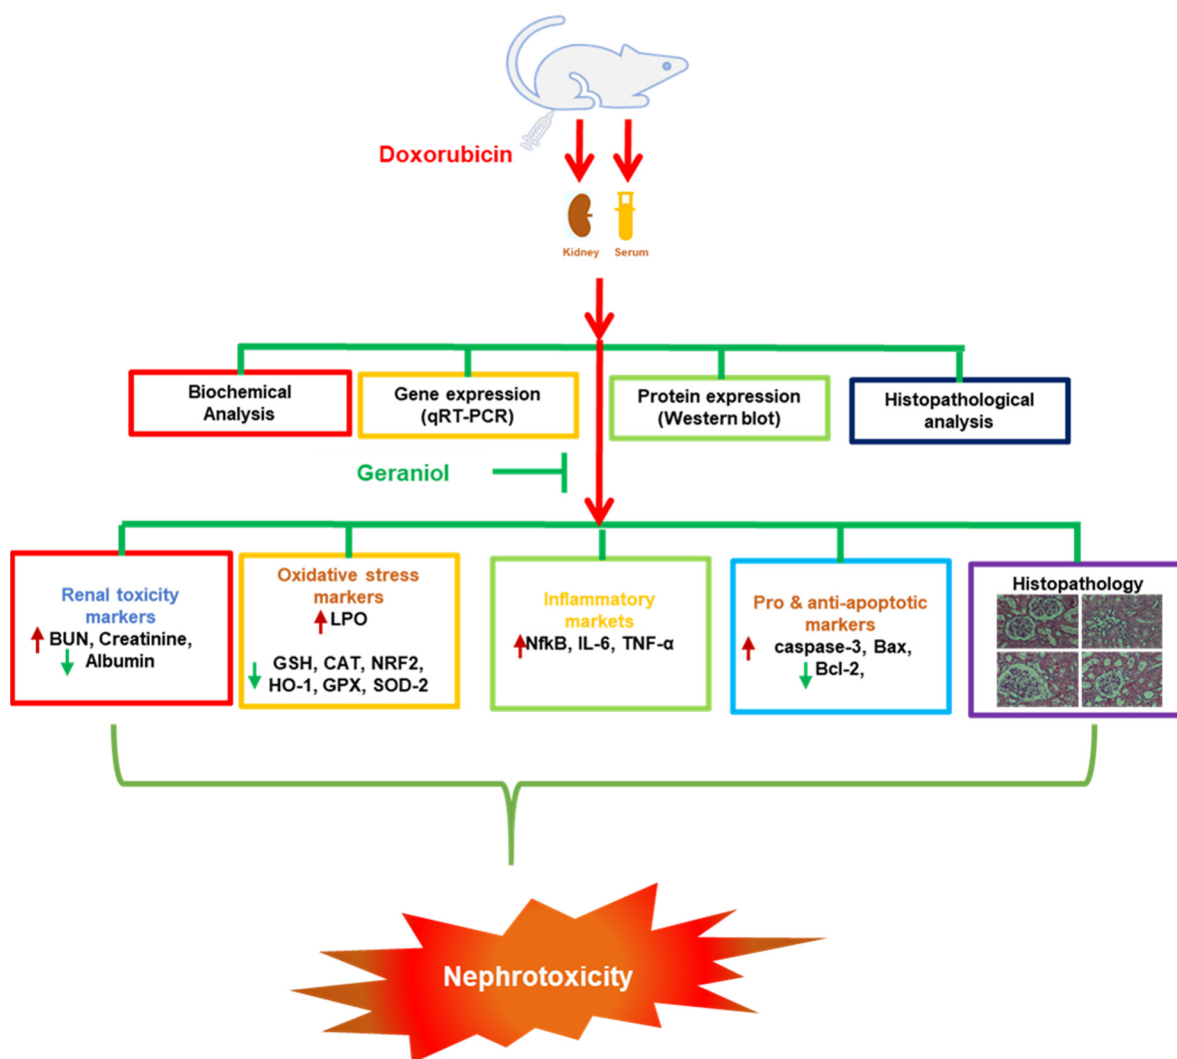 Doxorubicin
Kidney
Serum
Biochemical
Analysis
Gene expression
(qRT-PCR)
Protein expression
(Western blot)
Histopathological
analysis
Geraniol
Renal toxicity
markers
BUN, Creatinine,
Albumin
Oxidative stress
markers
LPO
GSH, CAT, NRF2,
HO-1, GPX, SOD-2
Inflammatory
markets
NfkB, IL-6, TNF-α
Pro & anti-apoptotic
markers
caspase-3, Bax,
Bcl-2,
Histopathology
Nephrotoxicity